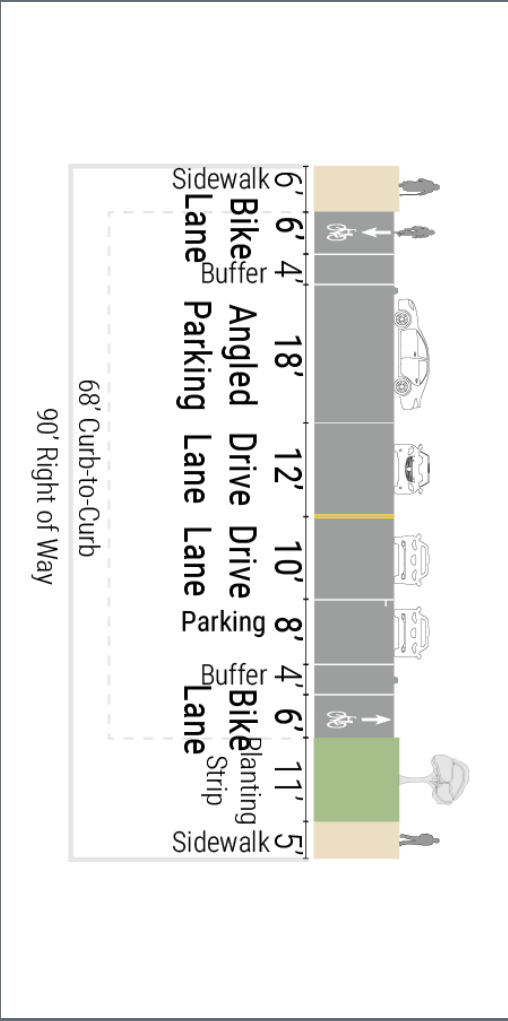 6’
Sidewalk
6’
Bike
Lane
4’
Buffer
18’
Angled
Parking
12’
Drive
Lane
10’
Drive
Lane
8’
Parking
4’
Buffer
6’
Bike
Lane
11’
Planting
Strip
5’
Sidewalk
68’ Curb-to-Curb
90’ Right of Way